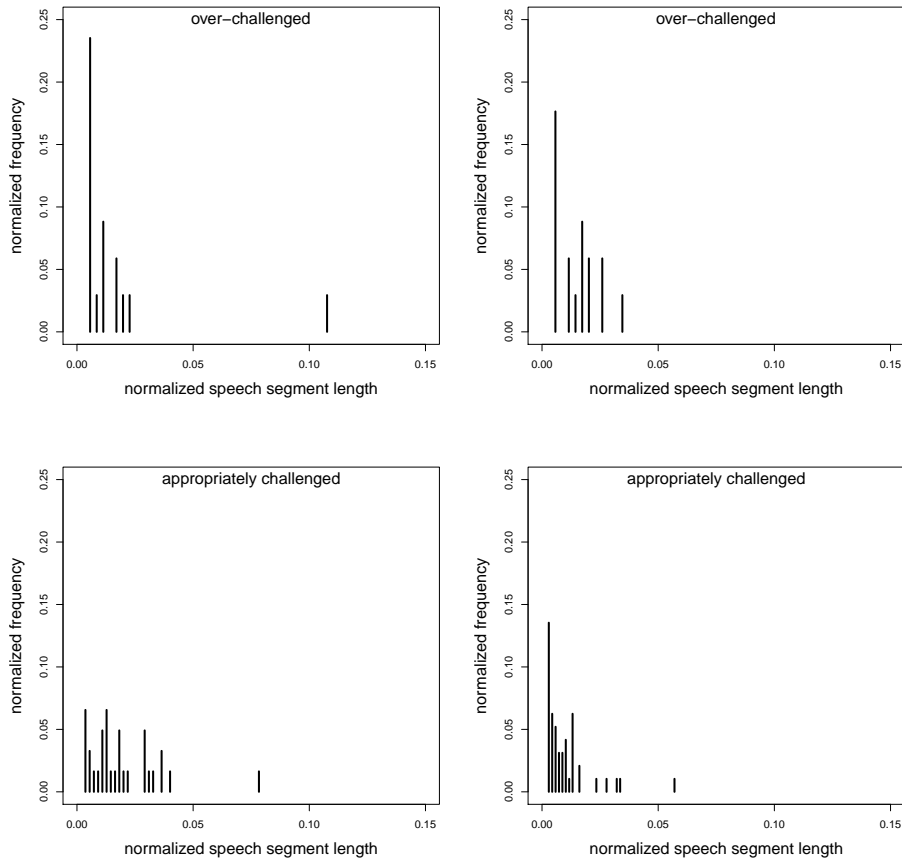 over−challenged
normalized frequency
0.00 0.05 0.10 0.15 0.20 0.25
0.00 0.05 0.10 0.15
normalized speech segment length
over−challenged
normalized frequency
0.00 0.05 0.10 0.15 0.20 0.25
0.00 0.05 0.10 0.15
normalized speech segment length
appropriately challenged
normalized frequency
0.00 0.05 0.10 0.15 0.20 0.25
0.00 0.05 0.10 0.15
normalized speech segment length
appropriately challenged
normalized frequency
0.00 0.05 0.10 0.15 0.20 0.25
0.00 0.05 0.10 0.15
normalized speech segment length